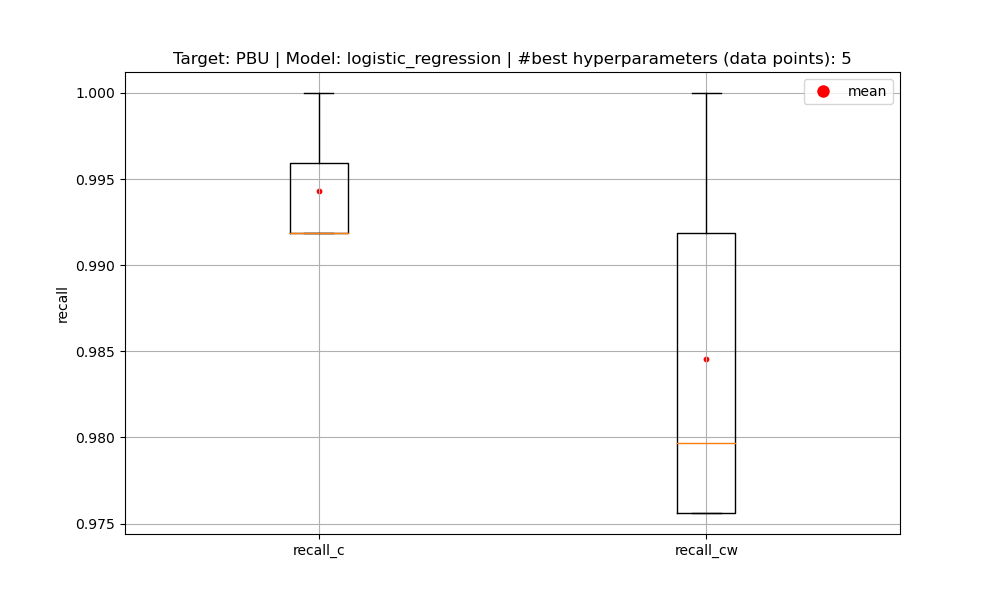 Target: PBU | Model: logistic_regression | #best hyperparameters (data points): 5
mean
1.000
0.995
0.990
0.985
0.980
0.975
recall
recall_c
recall_cw